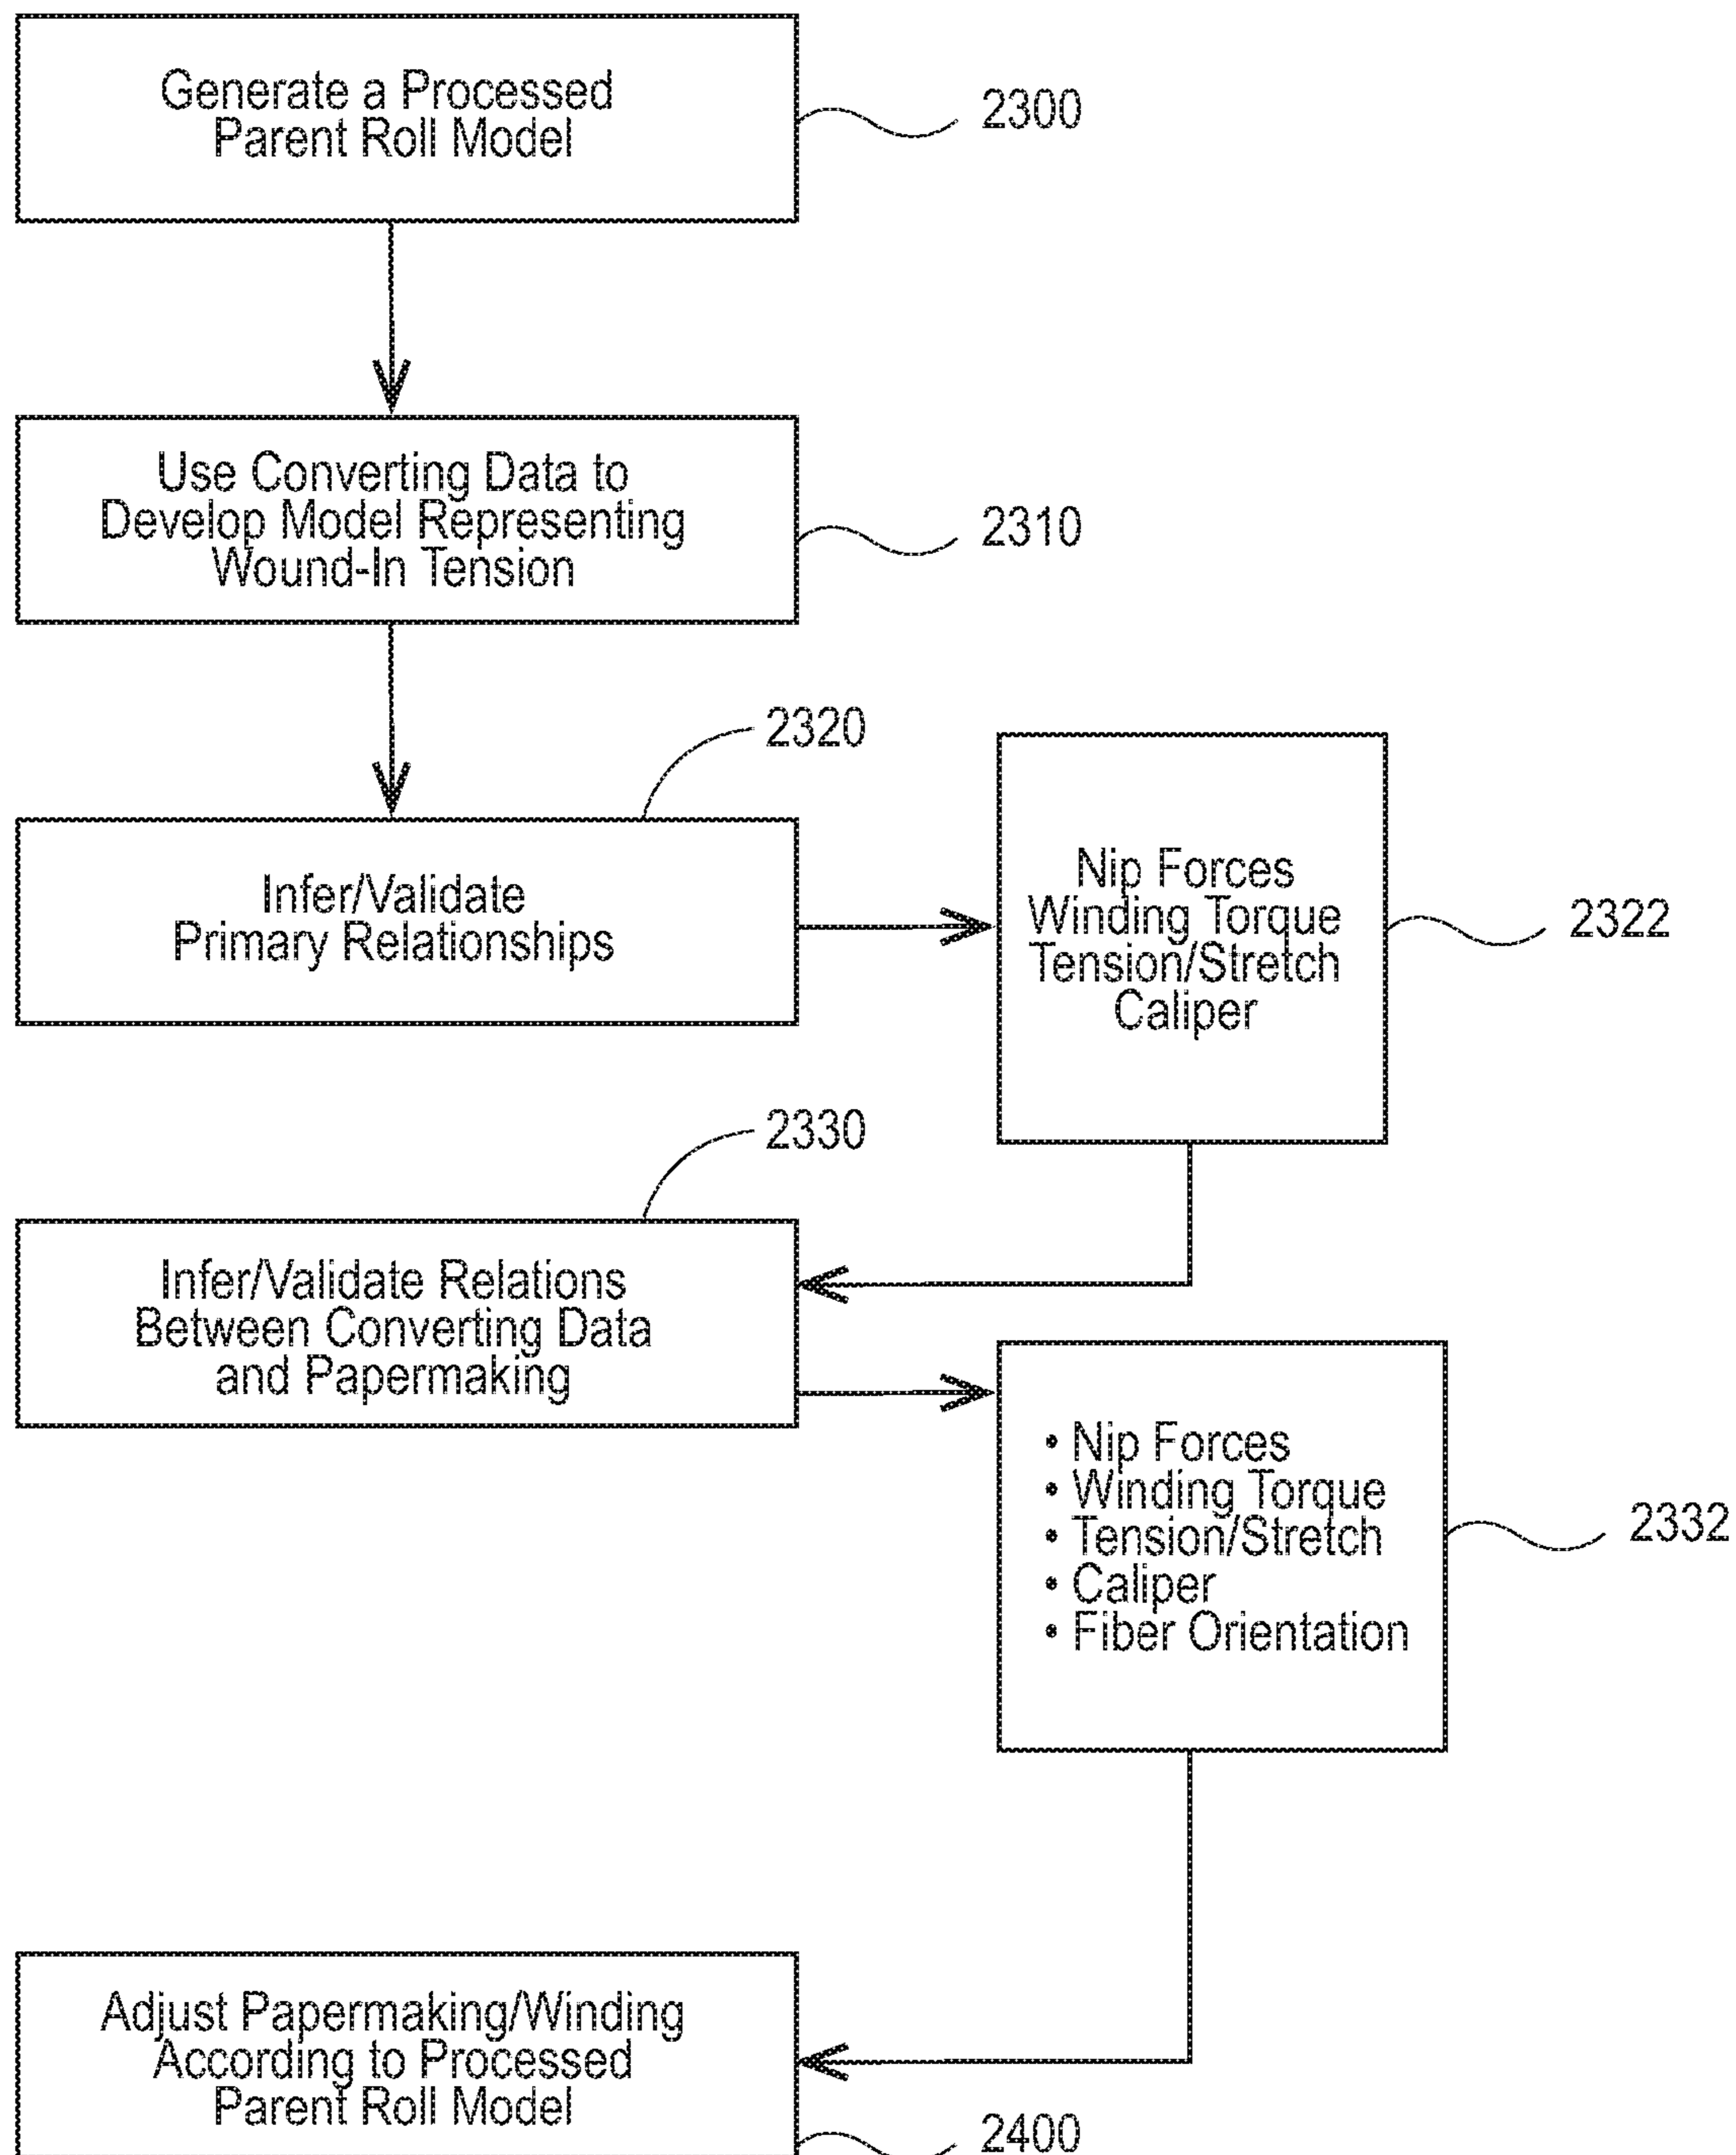 Generate a Processed
Parent Roll Model
2300
Use Converting Data to
Develop Model Representing
Wound-In Tension
2310
2320
Infer/Validate
Primary Relationships
Nip Forces
Winding Torque
Tension/Stretch
Caliper
2322
2330
Infer/Validate Relations
Between Converting Data
and Papermaking
• Nip Forces
• Winding Torque
• Tension/Stretch
• Caliper
• Fiber Orientation
2332
Adjust Papermaking/Winding
According to Processed
Parent Roll Model
2400